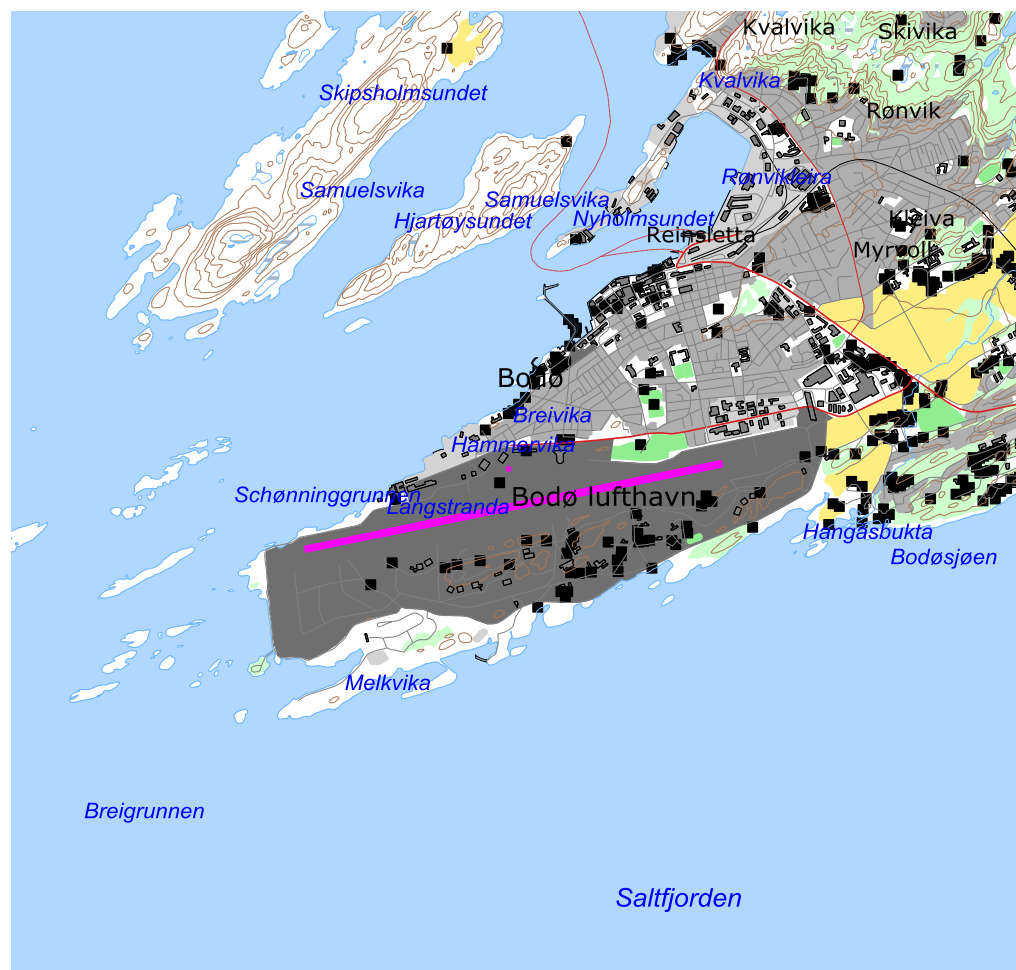 Kvalvika
Skivika
Kvalvika
Skipsholmsundet
Rønvik
Rønvikleira
Samuelsvika
Samuelsvika
Hjartøysundet
Nyholmsundet
Kleiva
Reinsletta
Myrvoll
Bodø
Breivika
Hammervika
Schønninggrunnen
Langstranda
Bodø lufthavn
Hangåsbukta
Bodøsjøen
Melkvika
Breigrunnen
Saltfjorden